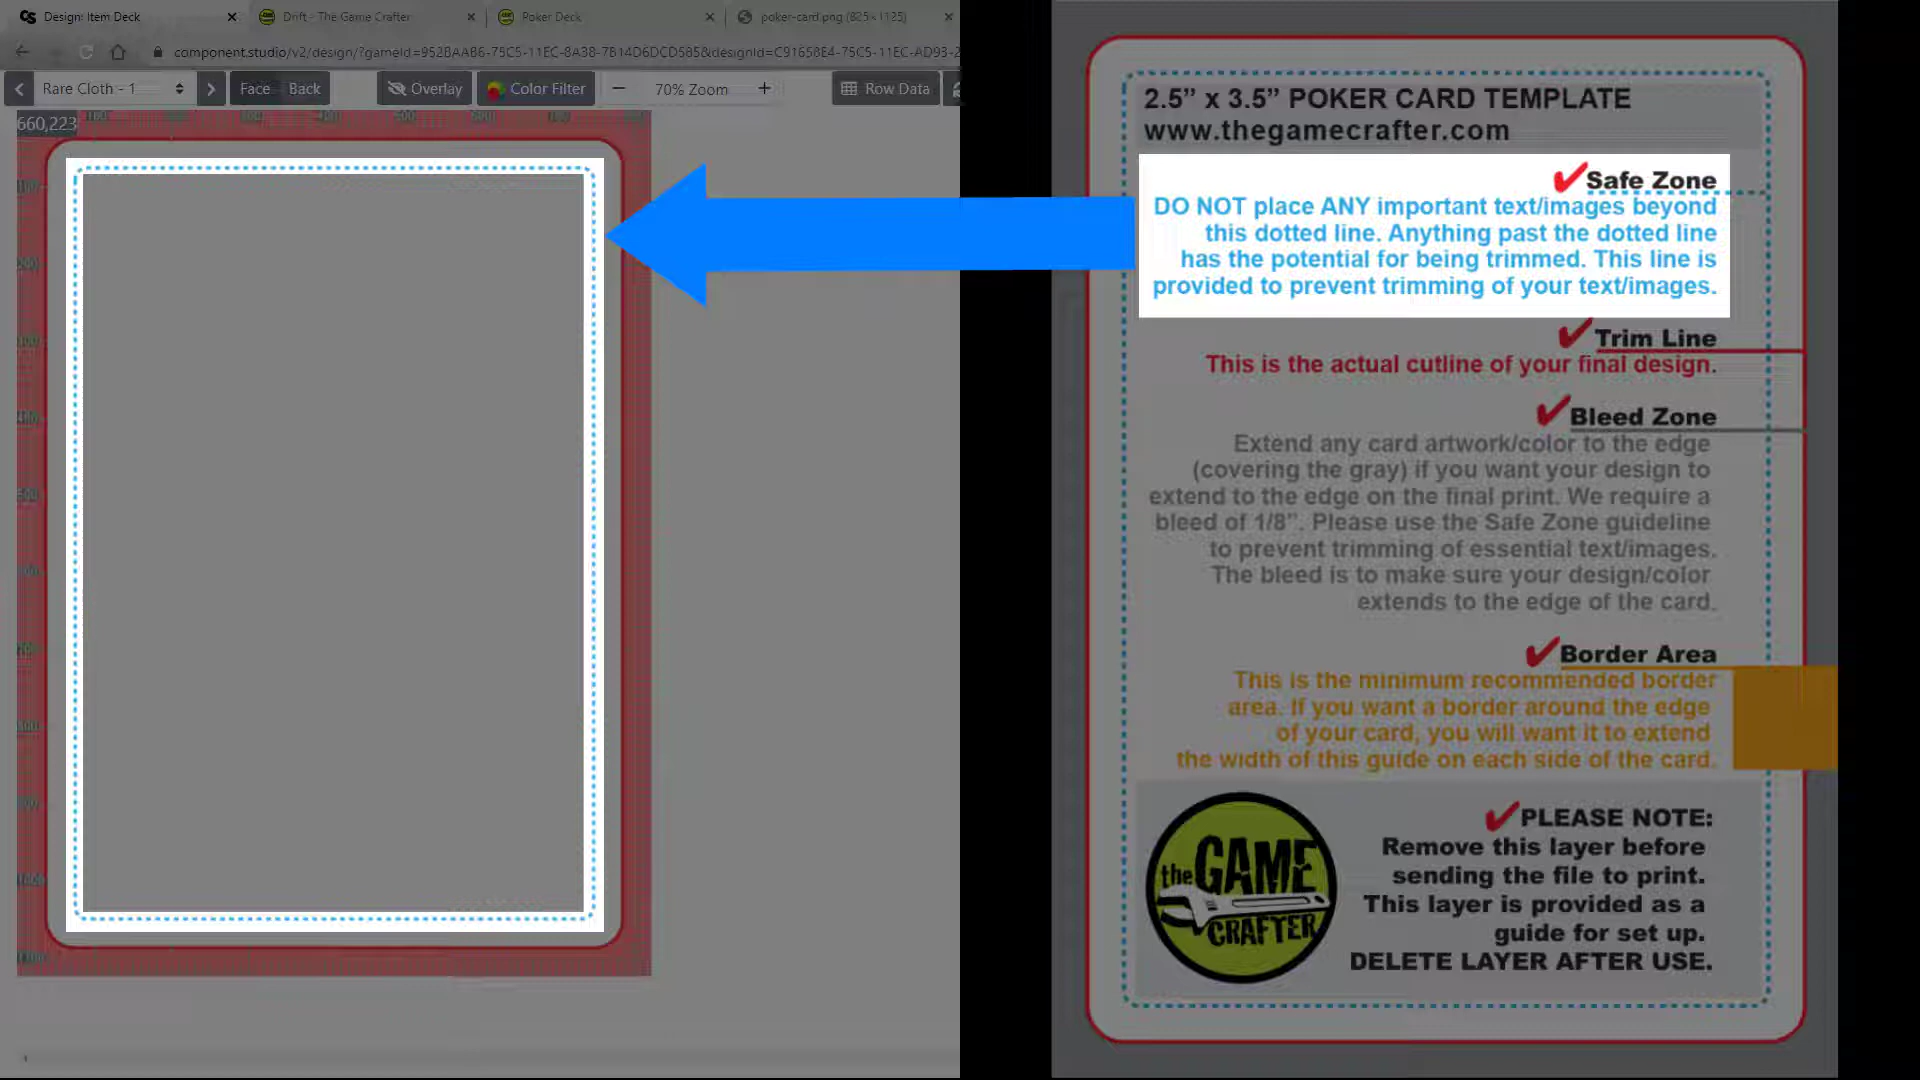 Design: Item Deck
Drift - The Game Crafter
Poker Deck
poker-card.png (825×1125)
component.studio/v2/design/?gameId=952BAAB6-75C5-11EC-8A38-7B14D6DCD585&designId=C91658E4-75C5-11EC-AD93-2
Rare Cloth - 1
Face
Back
Overlay
Color Filter
70% Zoom
Row Data
660,223
2.5” x 3.5” POKER CARD TEMPLATE
www.thegamecrafter.com
Safe Zone
DO NOT place ANY important text/images beyond
this dotted line. Anything past the dotted line
has the potential for being trimmed. This line is
provided to prevent trimming of your text/images.
Trim Line
This is the actual cutline of your final design.
Bleed Zone
Extend any card artwork/color to the edge
(covering the gray) if you want your design to
extend to the edge on the final print. We require a
bleed of 1/8”. Please use the Safe Zone guideline
to prevent trimming of essential text/images.
The bleed is to make sure your design/color
extends to the edge of the card.
Border Area
This is the minimum recommended border
area. If you want a border around the edge
of your card, you will want it to extend
the width of this guide on each side of the card.
the GAME CRAFTER
PLEASE NOTE:
Remove this layer before
sending the file to print.
This layer is provided as a
guide for set up.
DELETE LAYER AFTER USE.